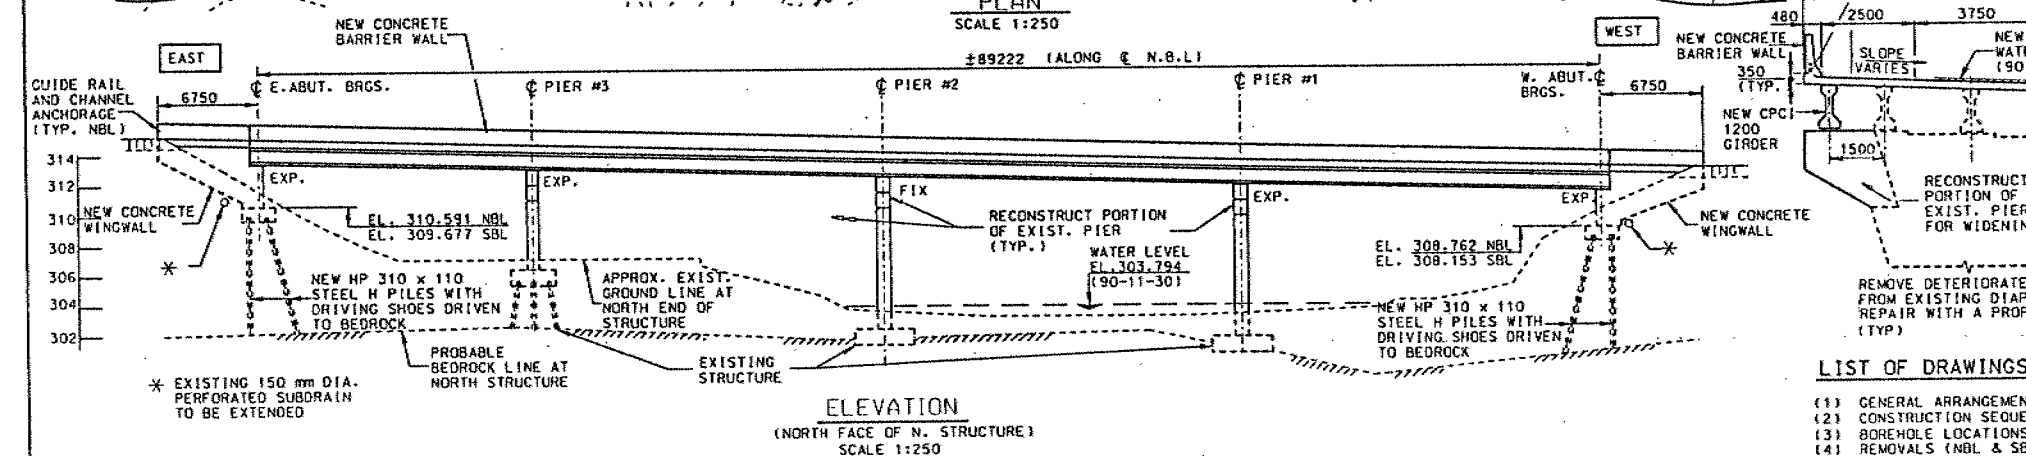 PLAN
SCALE 1:250
NEW CONCRETE
BARRIER WALL
EAST
WEST
±89222 (ALONG ℄ N.B.L)
GUIDE RAIL
AND CHANNEL
ANCHORAGE
(TYP. NBL)
6750
℄ E.ABUT. BRGS.
℄ PIER #3
℄ PIER #2
℄ PIER #1
W. ABUT.℄
BRGS.
6750
314
312
310
308
306
304
302
EXP.
EXP.
FIX
EXP.
EXP.
NEW CONCRETE
WINGWALL
EL. 310.591 NBL
EL. 309.677 SBL
RECONSTRUCT PORTION
OF EXIST. PIER
(TYP.)
WATER LEVEL
EL.303.794
(90-11-30)
EL. 308.762 NBL
EL. 308.153 SBL
NEW CONCRETE
WINGWALL
*
*
NEW HP 310 x 110
STEEL H PILES WITH
DRIVING SHOES DRIVEN
TO BEDROCK
APPROX. EXIST.
GROUND LINE AT
NORTH END OF
STRUCTURE
NEW HP 310 x 110
STEEL H PILES WITH
DRIVING SHOES DRIVEN
TO BEDROCK
PROBABLE
BEDROCK LINE AT
NORTH STRUCTURE
EXISTING
STRUCTURE
* EXISTING 150 mm DIA.
PERFORATED SUBDRAIN
TO BE EXTENDED
ELEVATION
(NORTH FACE OF N. STRUCTURE)
SCALE 1:250
480
2500
3750
NEW CONCRETE
BARRIER WALL
SLOPE
VARIES
NEW
WAT
(90
350
(TYP.
NEW CPCI
1200
GIRDER
1500
RECONSTRUCT
PORTION OF
EXIST. PIER
FOR WIDENIN
REMOVE DETERIORATE
FROM EXISTING DIAP
REPAIR WITH A PROP
(TYP)
LIST OF DRAWINGS
(1) GENERAL ARRANGEMEN
(2) CONSTRUCTION SEQUE
(3) BOREHOLE LOCATIONS
(4) REMOVALS (NBL & SB